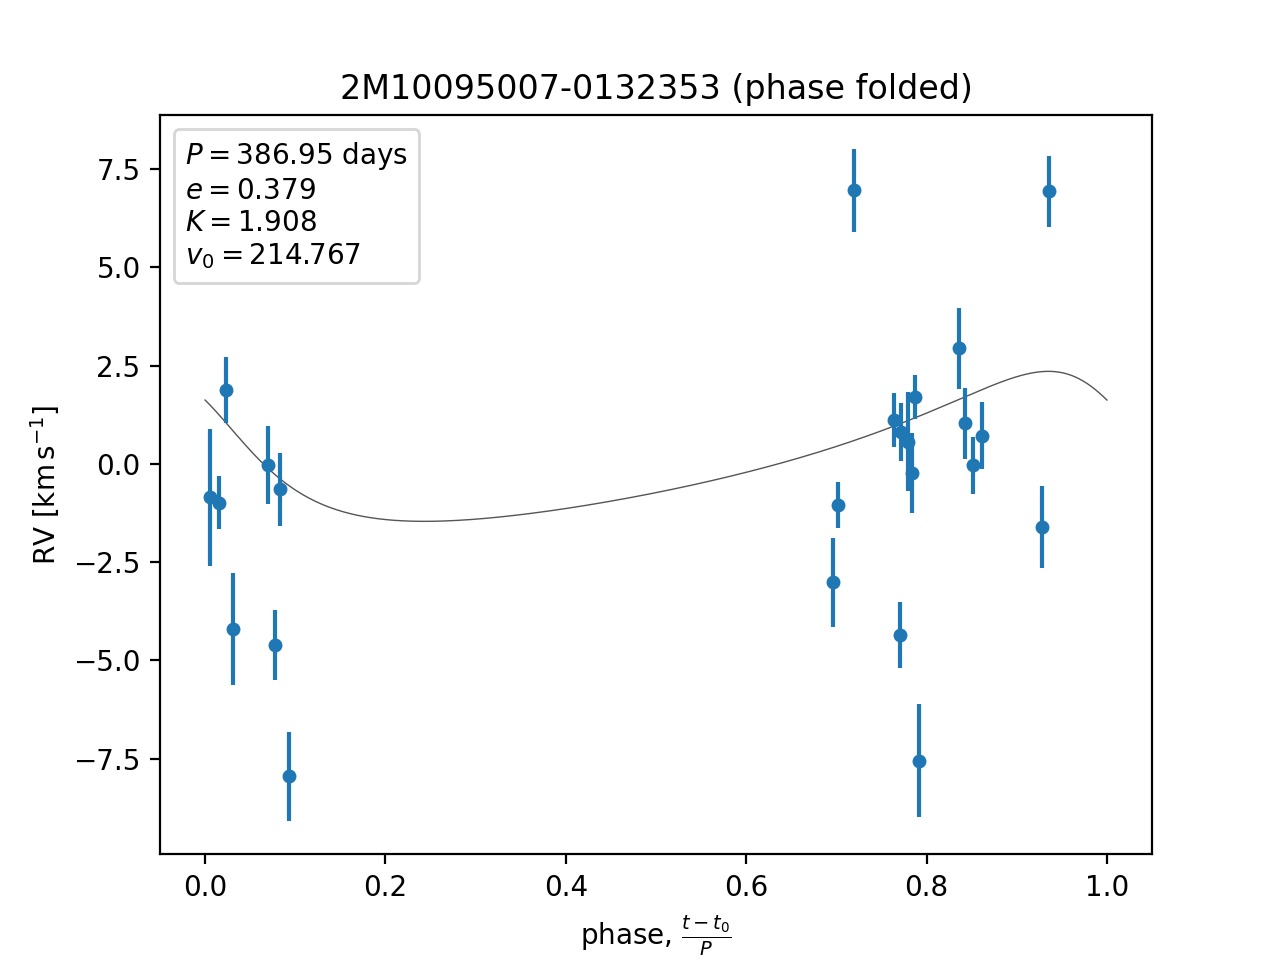 2M10095007-0132353 (phase folded)
P = 386.95 days
e = 0.379
K = 1.908
v₀ = 214.767
7.5
5.0
2.5
0.0
−2.5
−5.0
−7.5
RV [km s⁻¹]
0.0 0.2 0.4 0.6 0.8 1.0
phase, (t − t₀)/P